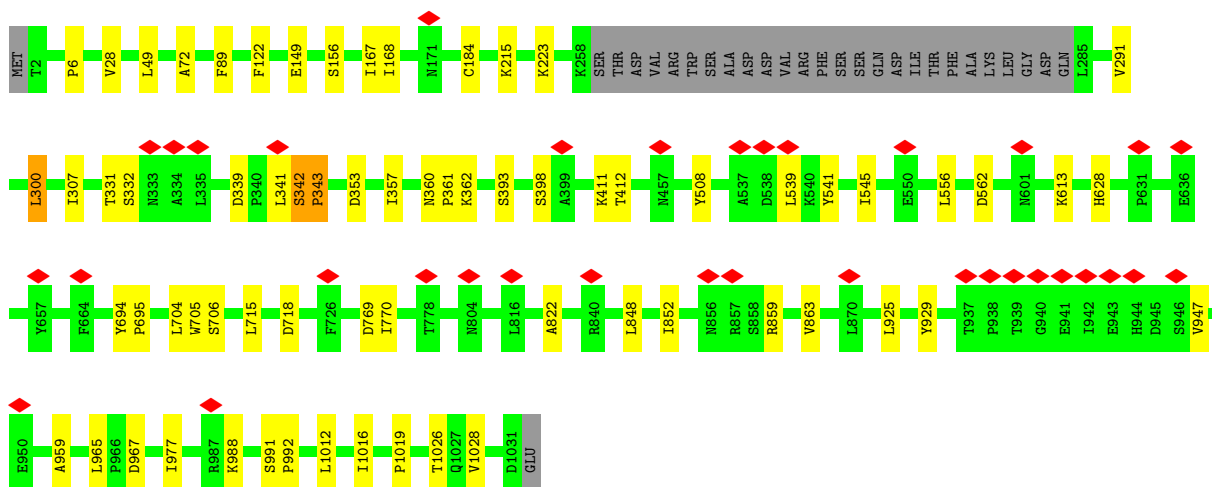 MET T2 P6 V28 L49 A72 F89 F122 E149 S156 I167 I168 N171 C184 K215 K223 K258 SER THR ASP VAL ARG TRP SER ALA ASP ASP VAL ARG PHE SER SER GLN ASP ILE THR PHE ALA LYS LEU GLY ASP GLN L285 V291
L300 I307 T331 S332 N333 A334 L335 D339 P340 L341 S342 P343 D353 I357 N360 P361 K362 S393 S398 A399 K411 T412 N457 Y508 A537 D538 L539 K540 Y541 I545 E550 L556 D562 N601 K613 H628 P631 E636
Y657 F664 Y694 P695 L704 W705 S706 L715 D718 F726 D769 I770 T778 N804 L816 A822 R840 L848 I852 N856 R857 S858 R859 V863 L870 L925 Y929 T937 P938 T939 G940 E941 I942 E943 H944 D945 S946 V947
E950 A959 L965 P966 D967 I977 R987 K988 S991 P992 L1012 I1016 P1019 T1026 Q1027 V1028 D1031 GLU